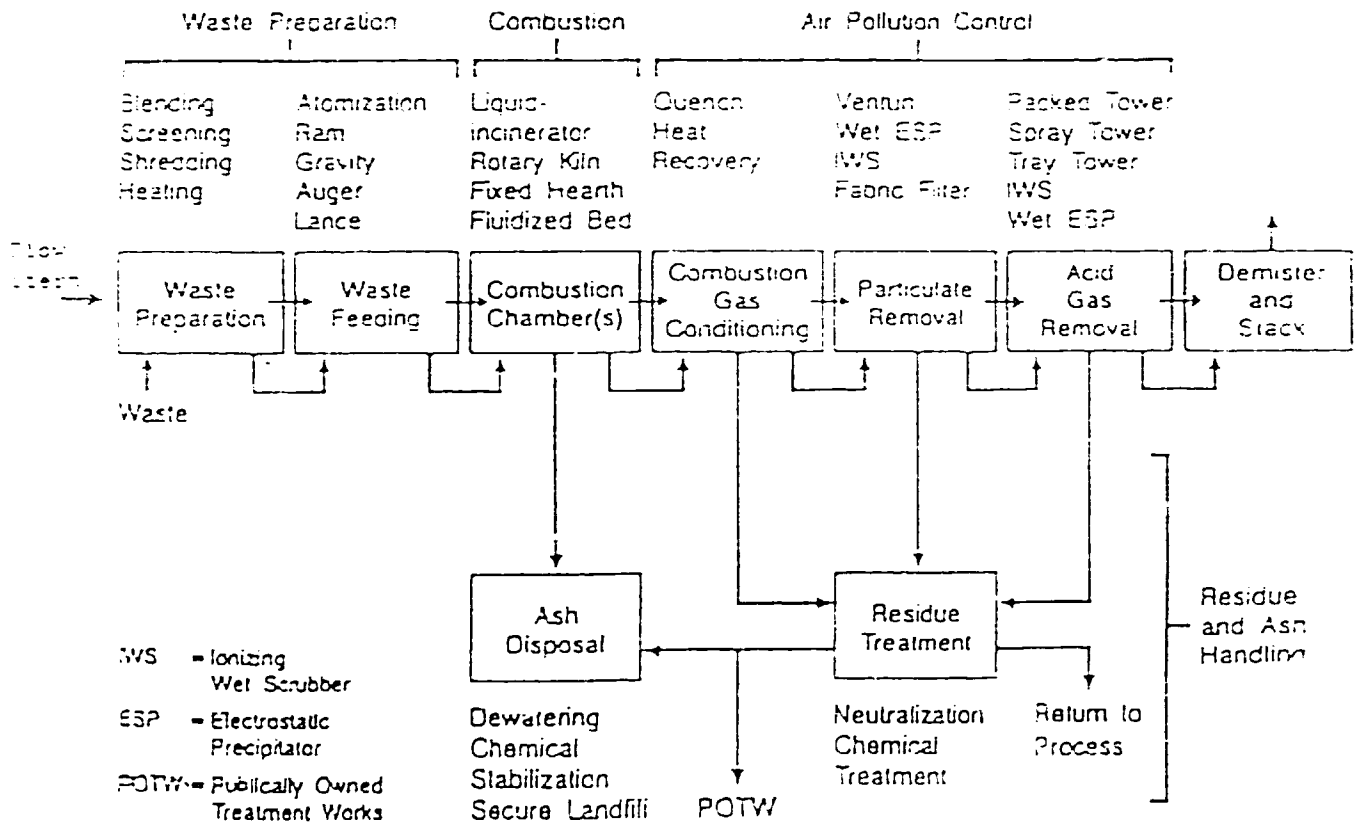 Waste Preparation
Combustion
Air Pollution Control
Blending
Screening
Shredding
Heating
Atomization
Ram
Gravity
Auger
Lance
Liquid-
incinerator
Rotary Kiln
Fixed Hearth
Fluidized Bed
Quench
Heat
Recovery
Venturi
Wet ESP
IWS
Fabric Filter
Packed Tower
Spray Tower
Tray Tower
IWS
Wet ESP
Flow
Waste
Preparation
Waste
Feeding
Combustion
Chamber(s)
Combustion
Gas
Conditioning
Particulate
Removal
Acid
Gas
Removal
Demister
and
Stack
Waste
Ash
Disposal
Residue
Treatment
Residue
and Ash
Handling
IWS = Ionizing
Wet Scrubber
ESP = Electrostatic
Precipitator
POTW = Publically Owned
Treatment Works
Dewatering
Chemical
Stabilization
Secure Landfill
POTW
Neutralization
Chemical
Treatment
Return to
Process